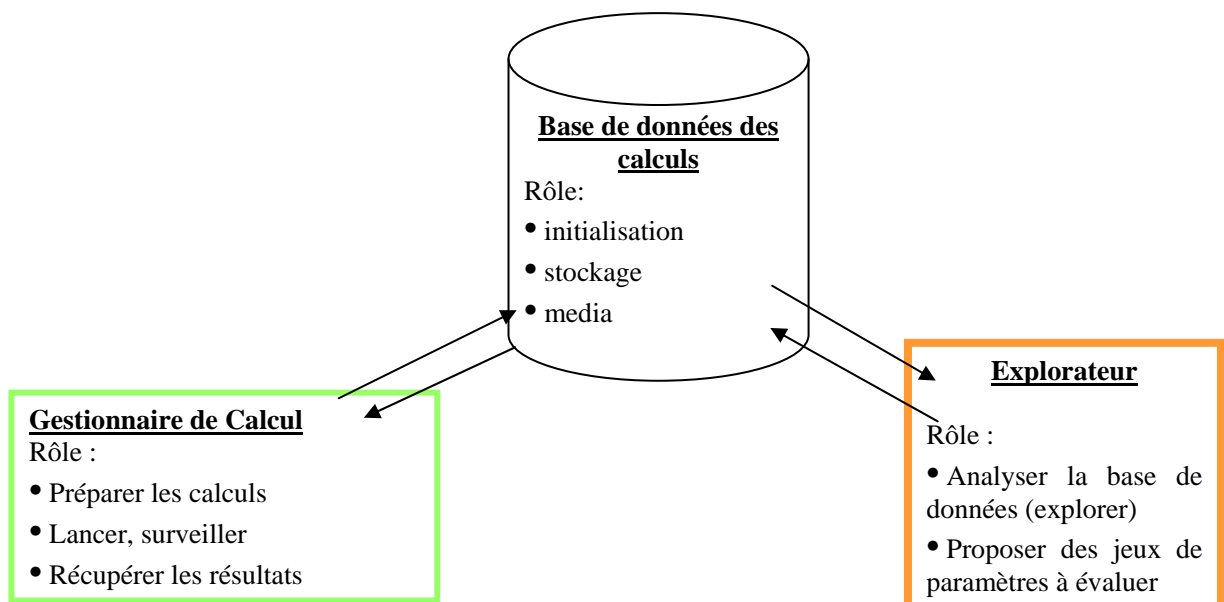 Base de données des
calculs
Rôle:
• initialisation
• stockage
• media
Gestionnaire de Calcul
Rôle :
• Préparer les calculs
• Lancer, surveiller
• Récupérer les résultats
Explorateur
Rôle :
• Analyser la base de
données (explorer)
• Proposer des jeux de
paramètres à évaluer